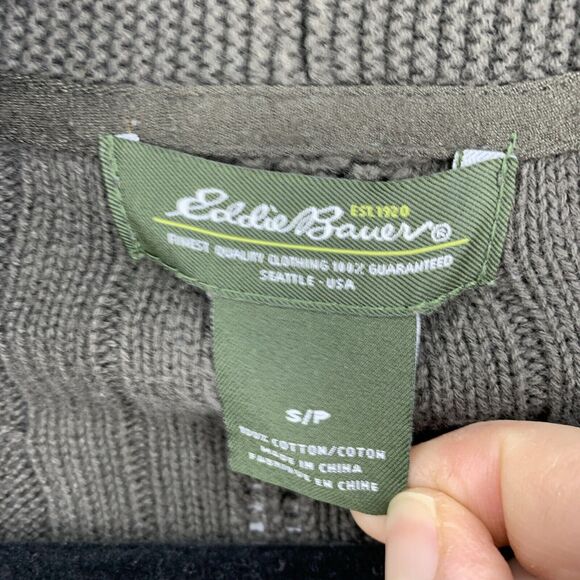 EST. 1920
Eddie Bauer®
FINEST QUALITY CLOTHING 100% GUARANTEED
SEATTLE · USA
S/P
100% COTTON/COTON
MADE IN CHINA
FABRIQUE EN CHINE